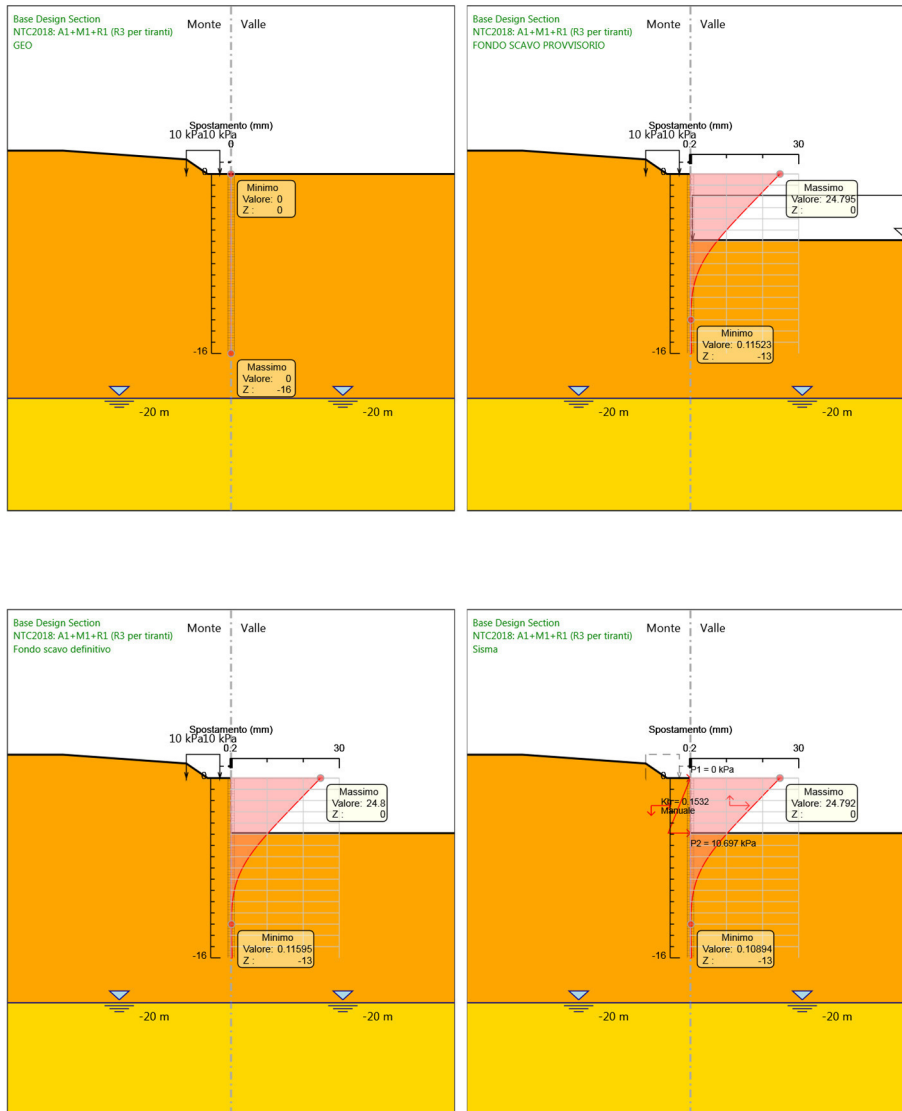 Base Design Section
NTC2018: A1+M1+R1 (R3 per tiranti)
GEO
Monte
Valle
Spostamento (mm)
10 kPa
10 kPa
0
0
Minimo
Valore: 0
Z : 0
-16
Massimo
Valore: 0
Z : -16
-20 m
-20 m
Base Design Section
NTC2018: A1+M1+R1 (R3 per tiranti)
FONDO SCAVO PROVVISORIO
Monte
Valle
Spostamento (mm)
10 kPa
10 kPa
0.2
30
0
Massimo
Valore: 24.795
Z : 0
-16
Minimo
Valore: 0.11523
Z : -13
-20 m
-20 m
Base Design Section
NTC2018: A1+M1+R1 (R3 per tiranti)
Fondo scavo definitivo
Monte
Valle
Spostamento (mm)
10 kPa
10 kPa
0.2
30
0
Massimo
Valore: 24.8
Z : 0
-16
Minimo
Valore: 0.11595
Z : -13
-20 m
-20 m
Base Design Section
NTC2018: A1+M1+R1 (R3 per tiranti)
Sisma
Monte
Valle
Spostamento (mm)
0.2
30
0
P1 = 0 kPa
Massimo
Valore: 24.792
Z : 0
= 0.1532
Manuale
P2 = 10.697 kPa
-16
Minimo
Valore: 0.10894
Z : -13
-20 m
-20 m